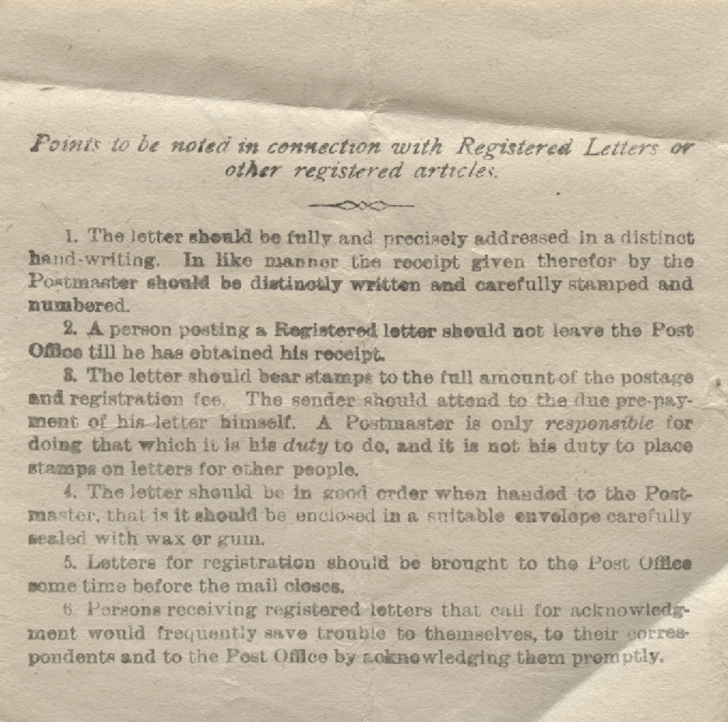 Points to be noted in connection with Registered Letters or
other registered articles.
1. The letter should be fully and precisely addressed in a distinct
hand-writing. In like manner the receipt given therefor by the
Postmaster should be distinctly written and carefully stamped and
numbered.
2. A person posting a Registered letter should not leave the Post
Office till he has obtained his receipt.
3. The letter should bear stamps to the full amount of the postage
and registration fee. The sender should attend to the due pre-pay-
ment of his letter himself. A Postmaster is only responsible for
doing that which it is his duty to do, and it is not his duty to place
stamps on letters for other people.
4. The letter should be in good order when handed to the Post-
master, that is it should be enclosed in a suitable envelope carefully
sealed with wax or gum.
5. Letters for registration should be brought to the Post Office
some time before the mail closes.
6. Persons receiving registered letters that call for acknowledg-
ment would frequently save trouble to themselves, to their corres-
pondents and to the Post Office by acknowledging them promptly.